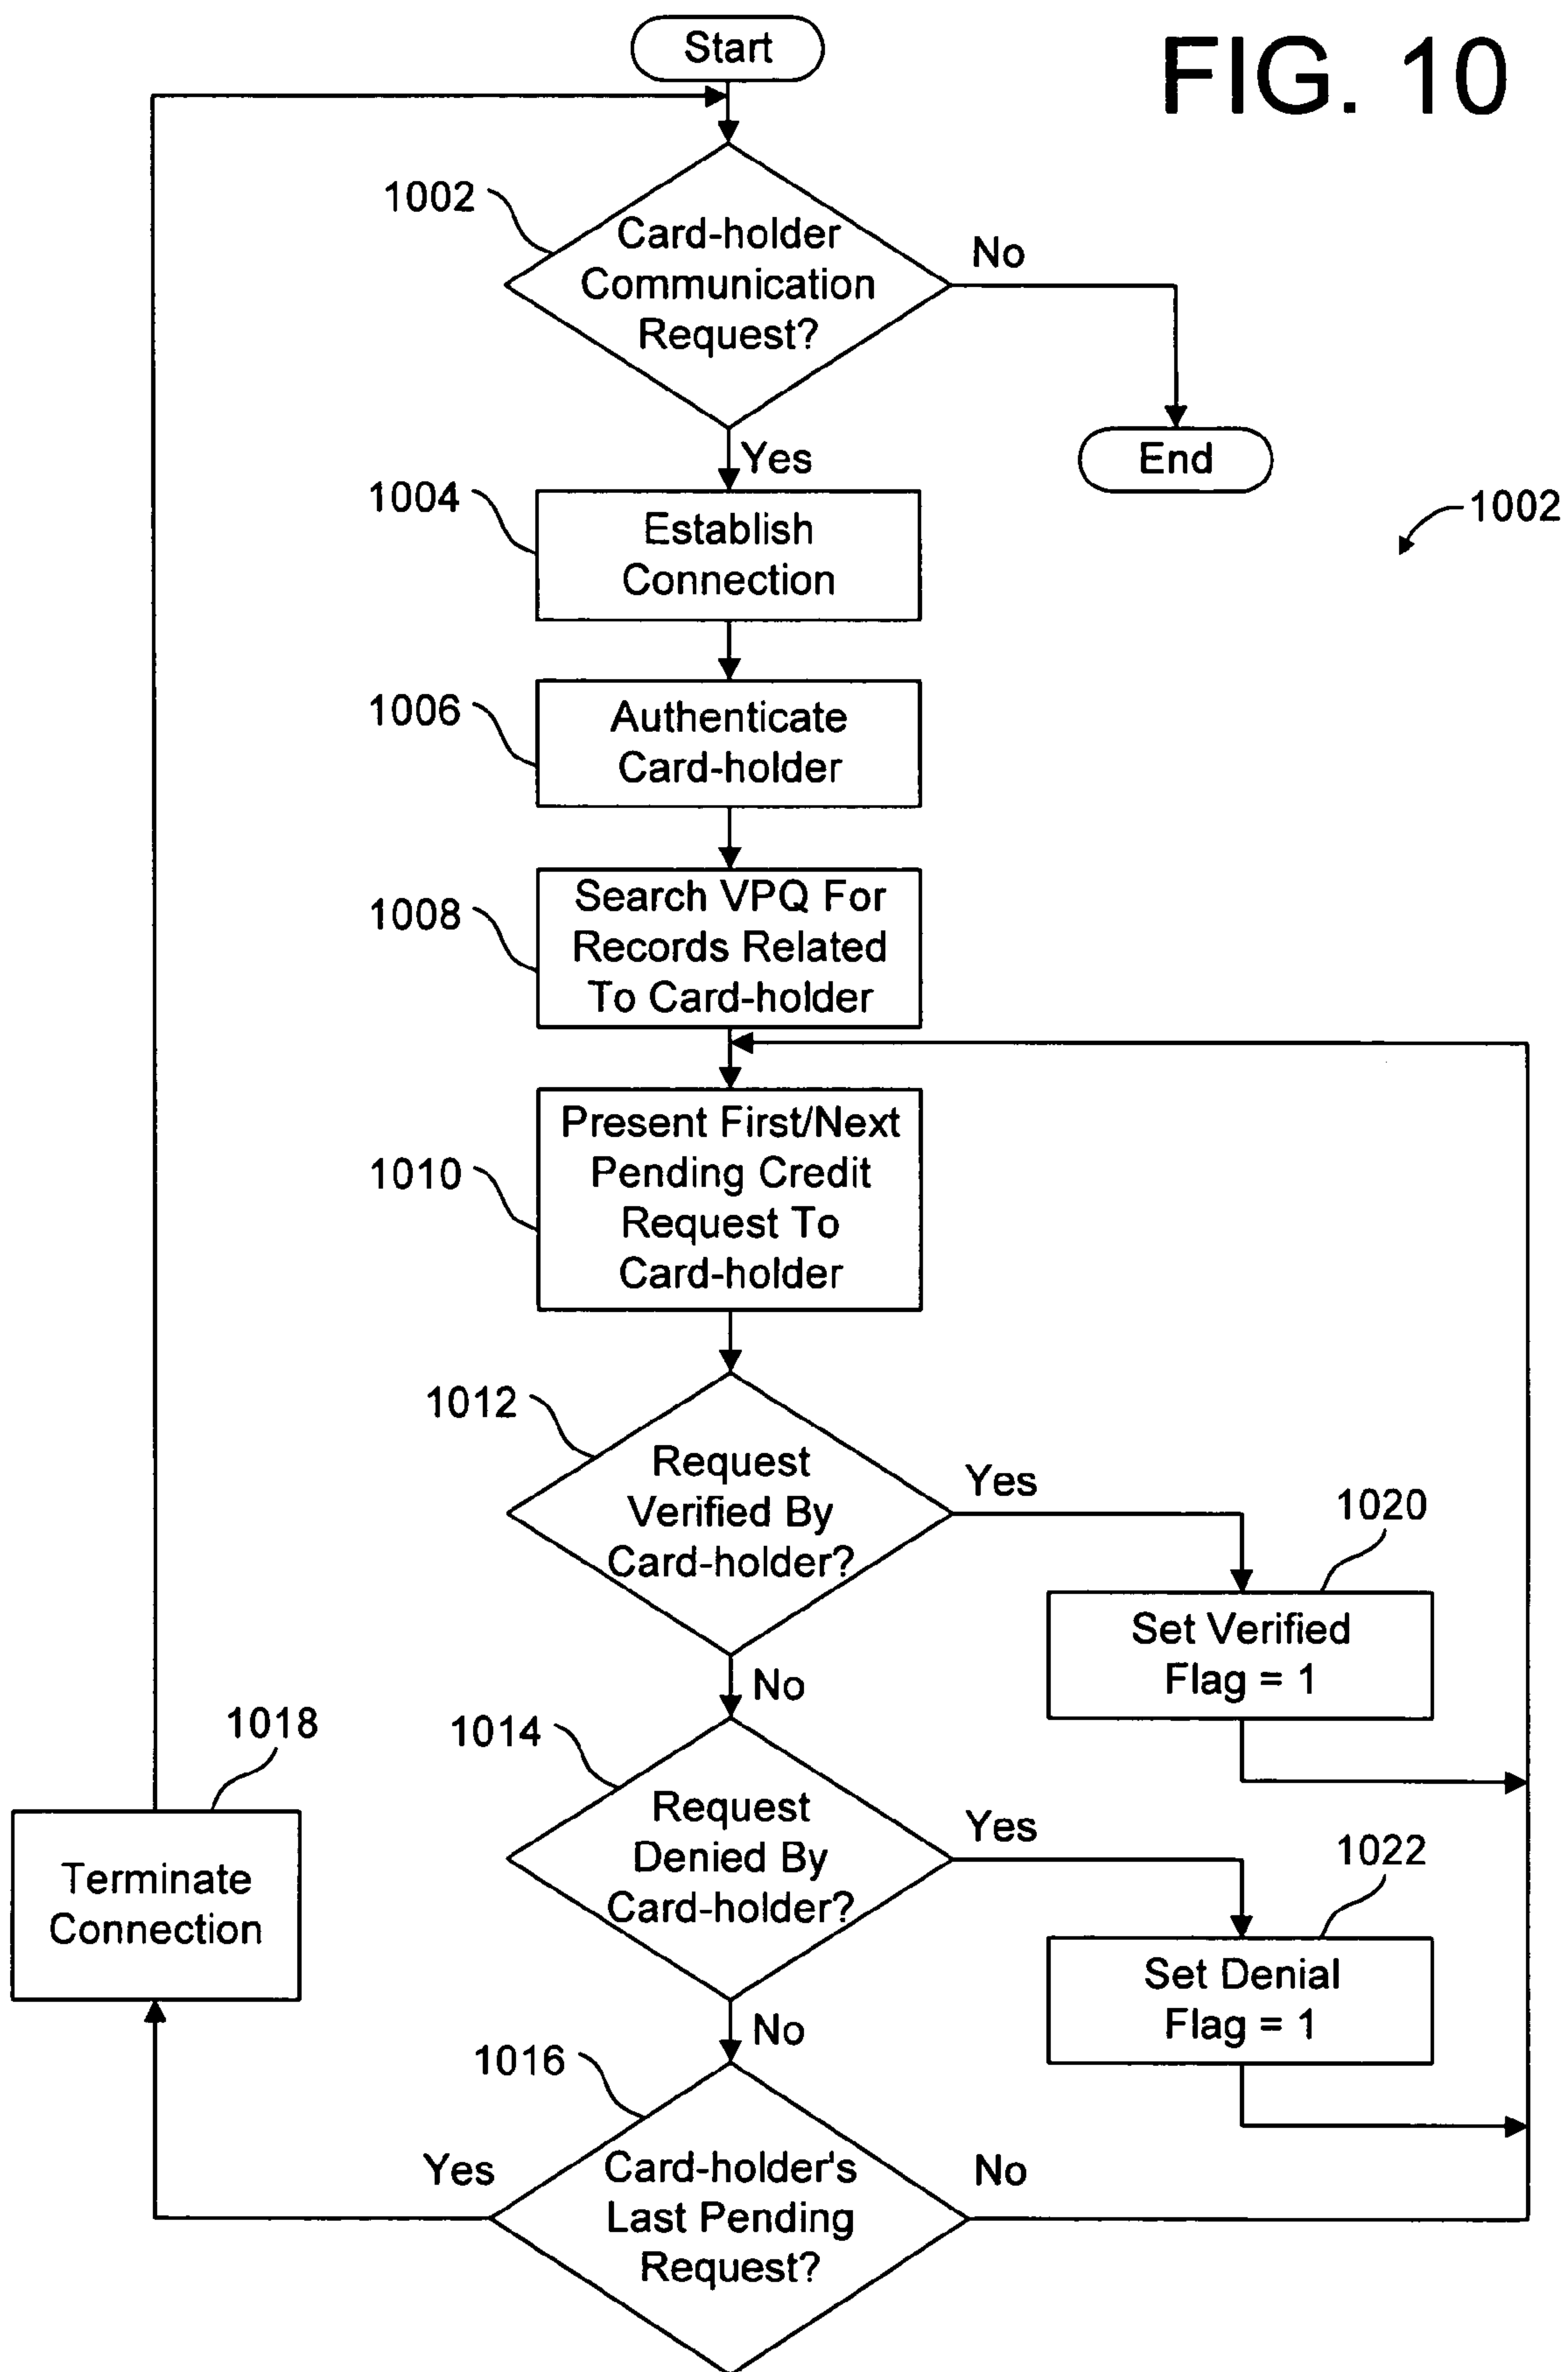 Start
FIG. 10
1002
Card-holder
Communication
Request?
No
Yes
End
1004
Establish
Connection
1002
1006
Authenticate
Card-holder
1008
Search VPQ For
Records Related
To Card-holder
1010
Present First/Next
Pending Credit
Request To
Card-holder
1012
Request
Verified By
Card-holder?
Yes
1020
Set Verified
Flag = 1
No
1018
Terminate
Connection
1014
Request
Denied By
Card-holder?
Yes
1022
Set Denial
Flag = 1
No
1016
Yes
Card-holder's
Last Pending
Request?
No